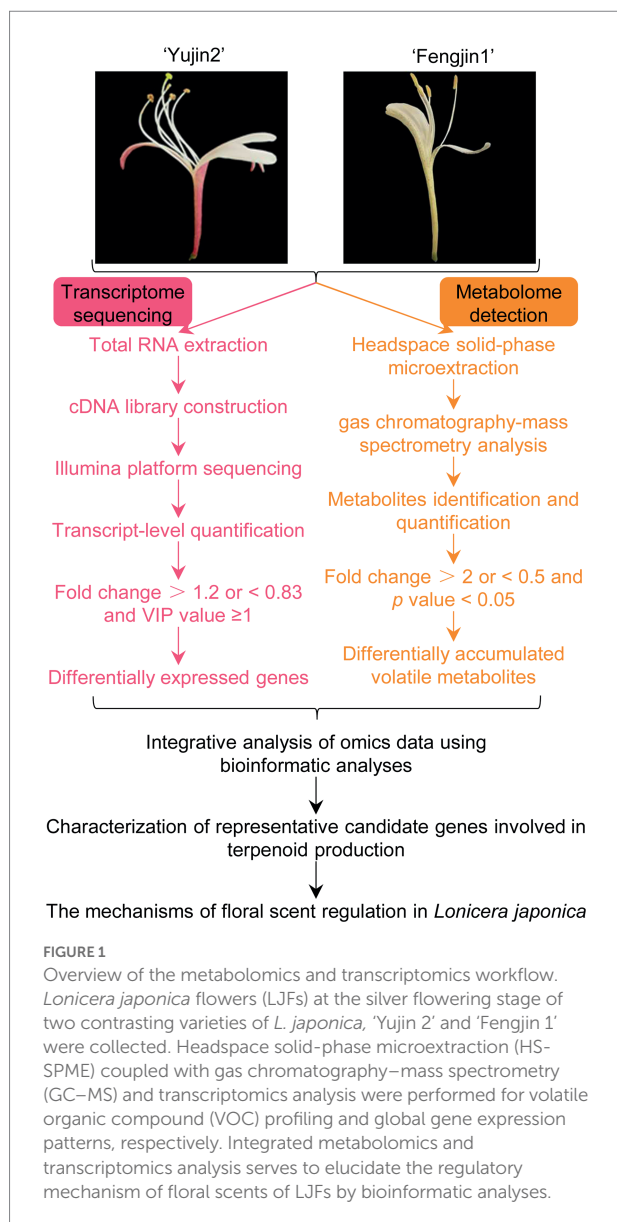 ‘Yujin2’
‘Fengjin1’
Transcriptome
sequencing
Metabolome
detection
Total RNA extraction
cDNA library construction
Illumina platform sequencing
Transcript-level quantification
Fold change > 1.2 or < 0.83
and VIP value ≥1
Differentially expressed genes
Headspace solid-phase
microextraction
gas chromatography-mass
spectrometry analysis
Metabolites identification and
quantification
Fold change > 2 or < 0.5 and
p value < 0.05
Differentially accumulated
volatile metabolites
Integrative analysis of omics data using
bioinformatic analyses
Characterization of representative candidate genes involved in
terpenoid production
The mechanisms of floral scent regulation in Lonicera japonica
FIGURE 1
Overview of the metabolomics and transcriptomics workflow.
Lonicera japonica flowers (LJFs) at the silver flowering stage of
two contrasting varieties of L. japonica, ‘Yujin 2’ and ‘Fengjin 1’
were collected. Headspace solid-phase microextraction (HS-
SPME) coupled with gas chromatography–mass spectrometry
(GC–MS) and transcriptomics analysis were performed for volatile
organic compound (VOC) profiling and global gene expression
patterns, respectively. Integrated metabolomics and
transcriptomics analysis serves to elucidate the regulatory
mechanism of floral scents of LJFs by bioinformatic analyses.